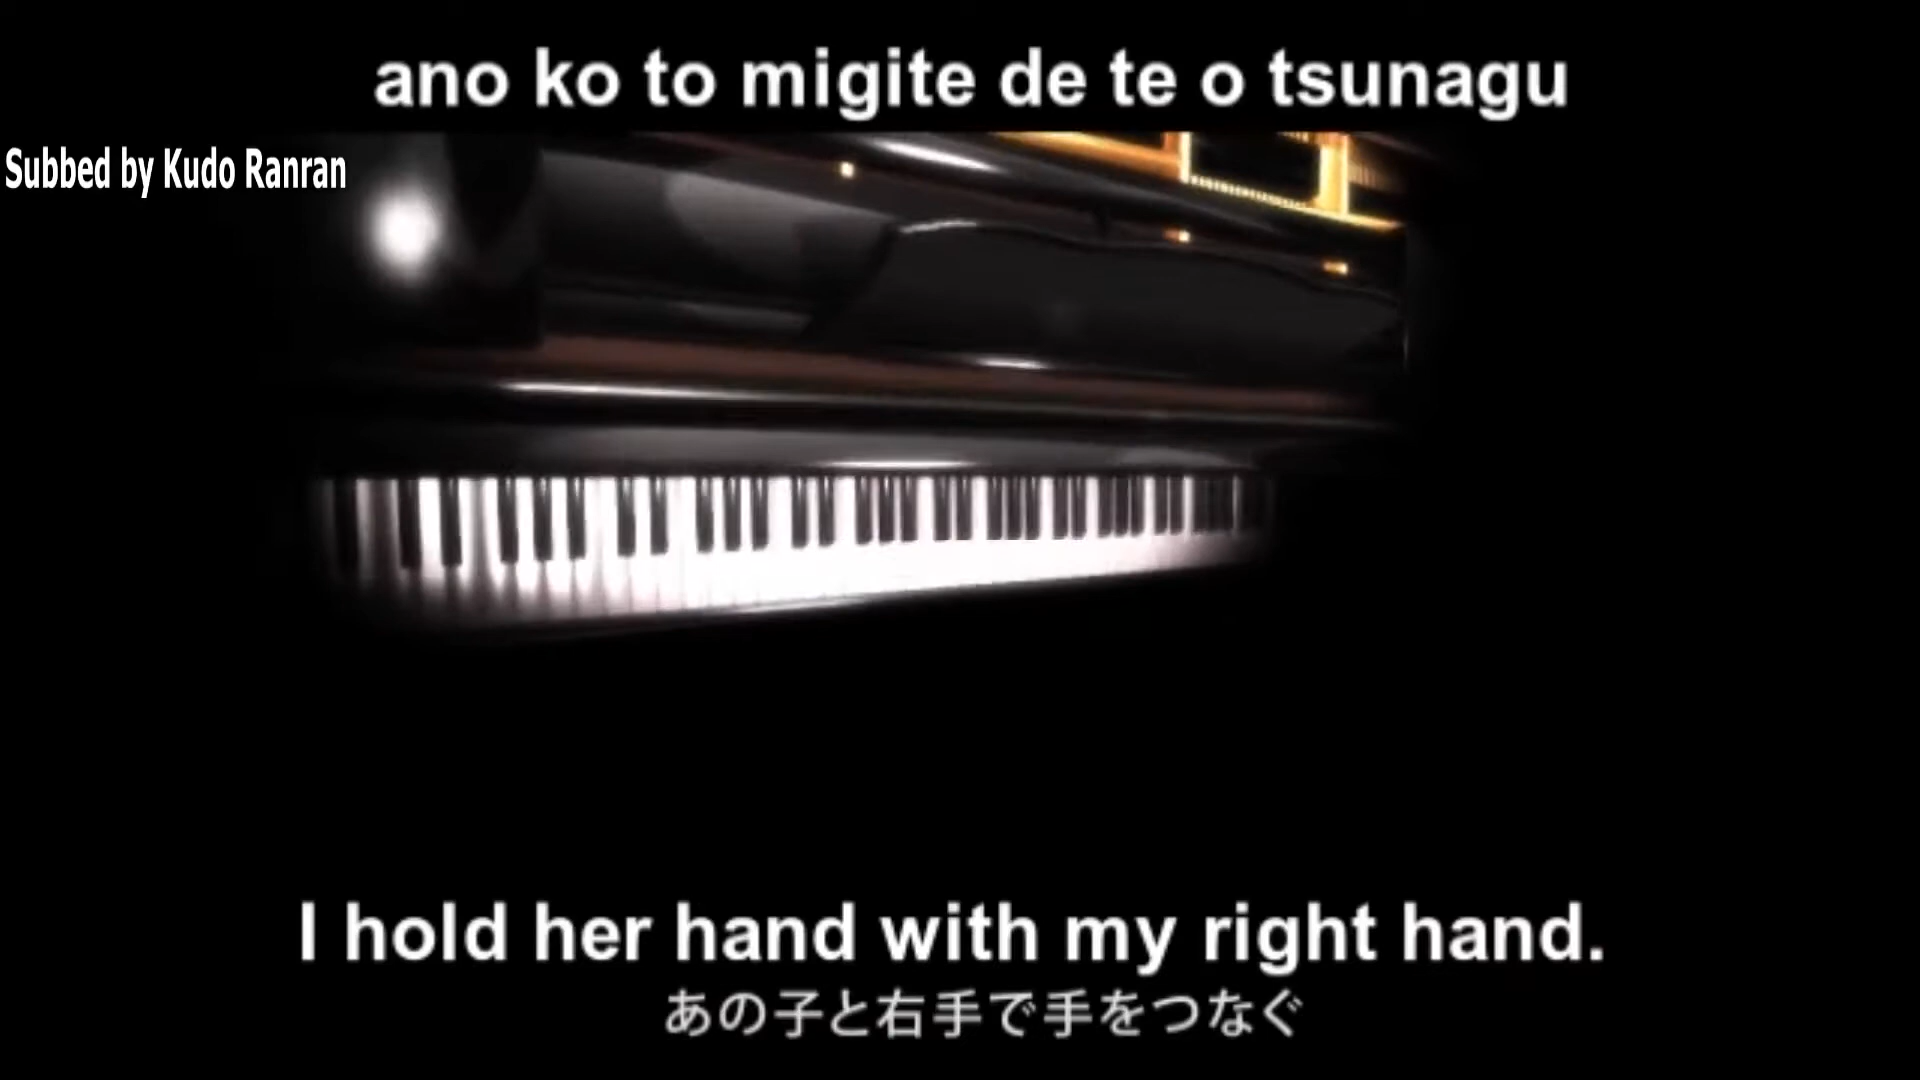 ano ko to migite de te o tsunagu
Subbed by Kudo Ranran
I hold her hand with my right hand.
あの子と右手で手をつなぐ